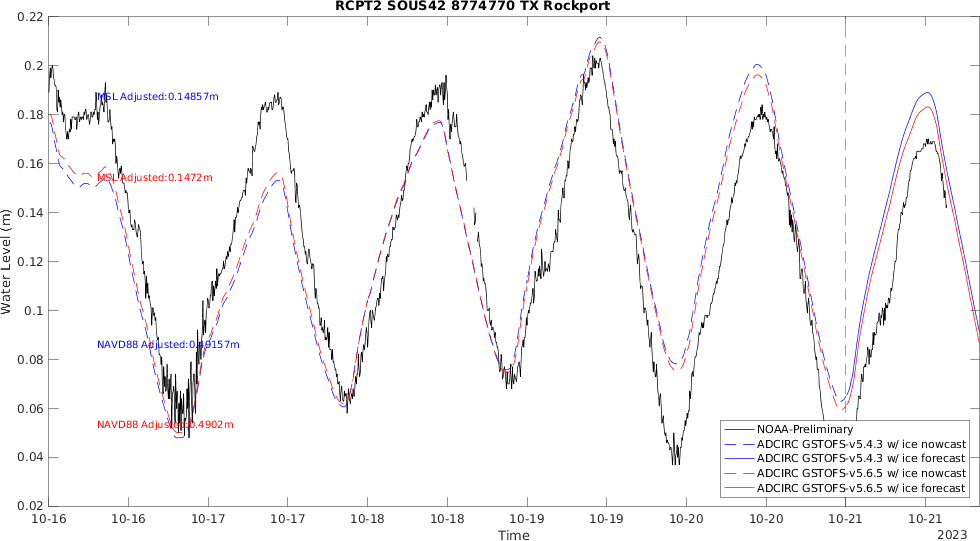 RCPT2 SOUS42 8774770 TX Rockport
0.22
0.2
0.18
0.16
0.14
0.12
0.1
0.08
0.06
0.04
0.02
Water Level (m)
MSL Adjusted:0.14857m
MSL Adjusted:0.1472m
NAVD88 Adjusted:0.49157m
NAVD88 Adjusted:0.4902m
NOAA-Preliminary
ADCIRC GSTOFS-v5.4.3 w/ ice nowcast
ADCIRC GSTOFS-v5.4.3 w/ ice forecast
ADCIRC GSTOFS-v5.6.5 w/ ice nowcast
ADCIRC GSTOFS-v5.6.5 w/ ice forecast
10-16 10-16 10-17 10-17 10-18 10-18 10-19 10-19 10-20 10-20 10-21 10-21
Time
2023